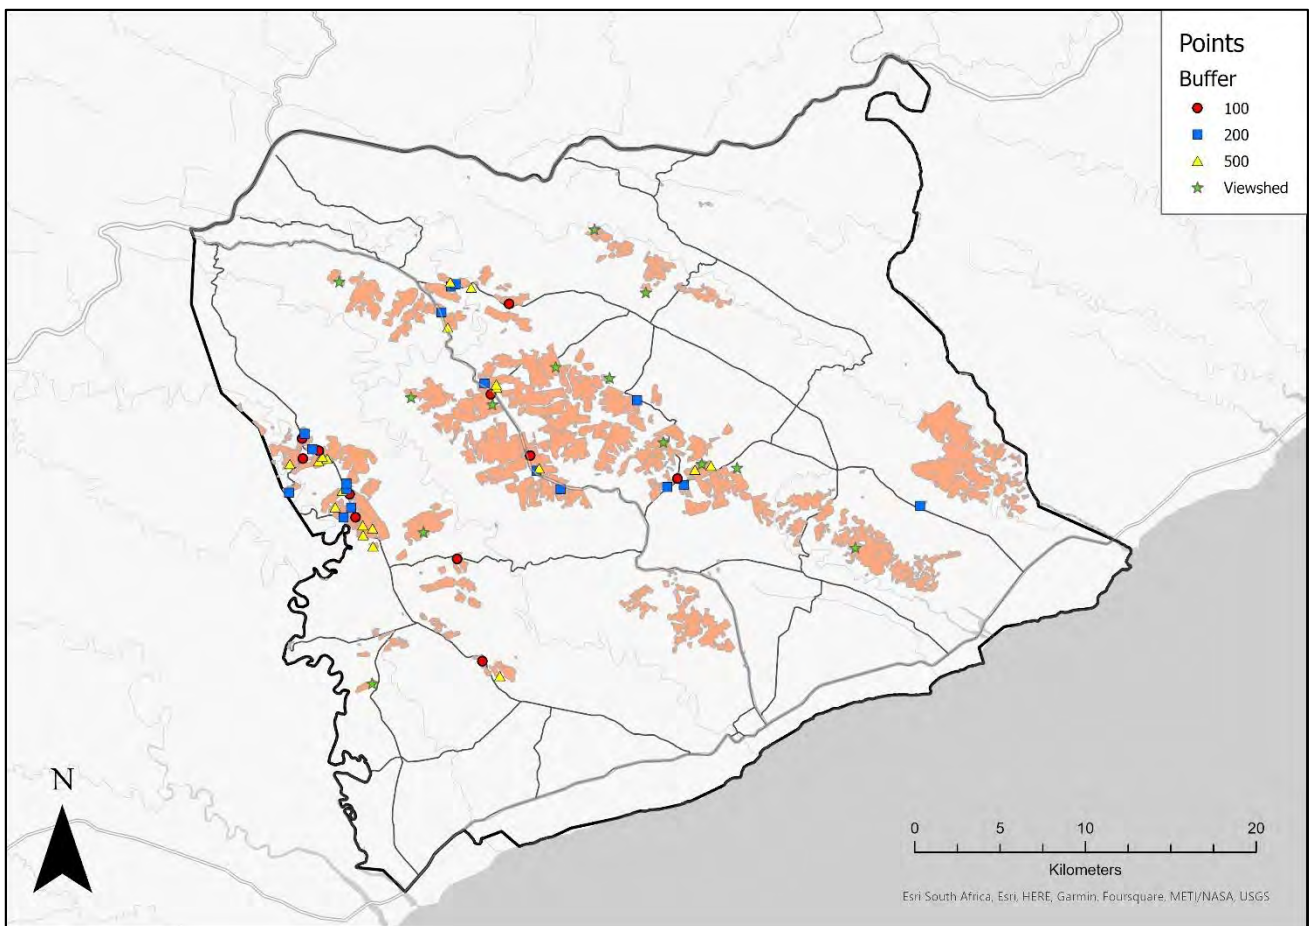 Points
Buffer
100
200
500
Viewshed
N
0 5 10 20
Kilometers
Esri South Africa, Esri, HERE, Garmin, Foursquare, METI/NASA, USGS